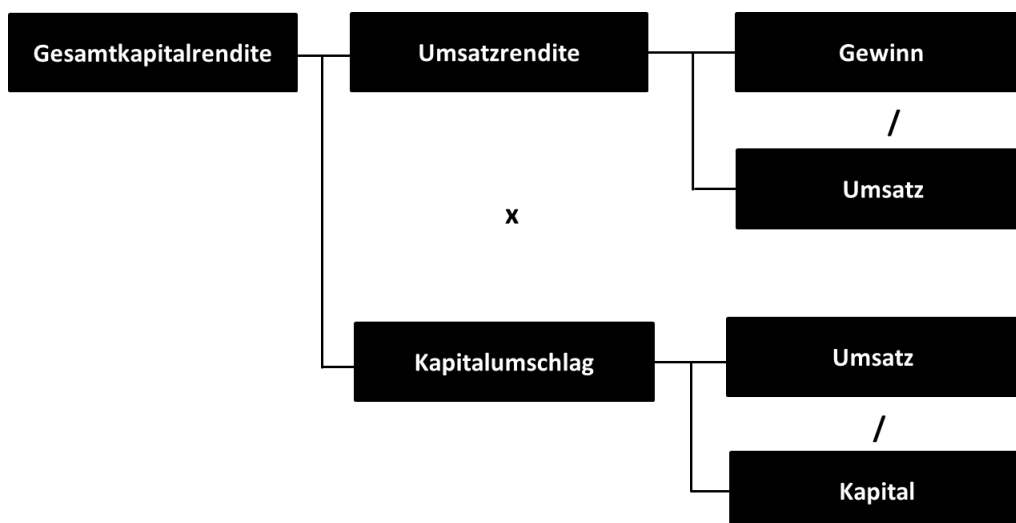 Gesamtkapitalrendite
Umsatzrendite
Gewinn
/
Umsatz
x
Kapitalumschlag
Umsatz
/
Kapital